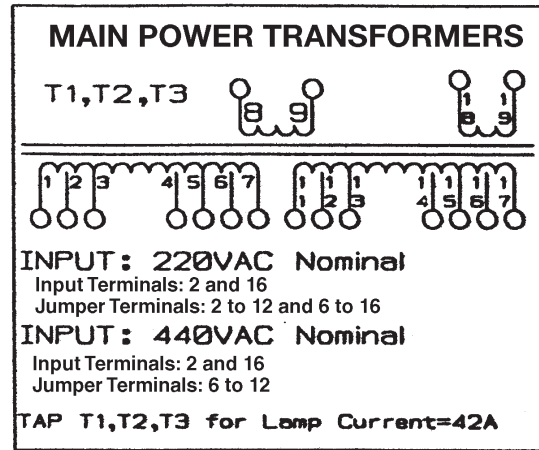 MAIN POWER TRANSFORMERS
T1,T2,T3
8 9 18 19
1 2 3 4 5 6 7 11 12 13 14 15 16 17
INPUT: 220VAC Nominal
Input Terminals: 2 and 16
Jumper Terminals: 2 to 12 and 6 to 16
INPUT: 440VAC Nominal
Input Terminals: 2 and 16
Jumper Terminals: 6 to 12
TAP T1,T2,T3 for Lamp Current=42A